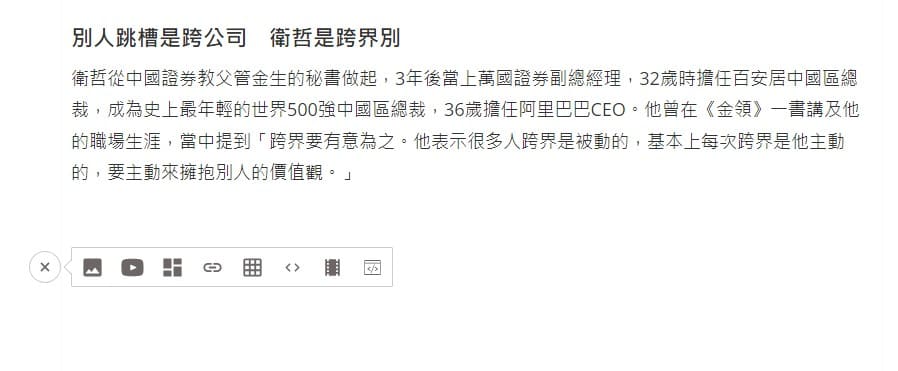 別人跳槽是跨公司　衛哲是跨界別
衛哲從中國證券教父管金生的秘書做起，3年後當上萬國證券副總經理，32歲時擔任百安居中國區總
裁，成為史上最年輕的世界500強中國區總裁，36歲擔任阿里巴巴CEO。他曾在《金領》一書講及他
的職場生涯，當中提到「跨界要有意為之。他表示很多人跨界是被動的，基本上每次跨界是他主動
的，要主動來擁抱別人的價值觀。」